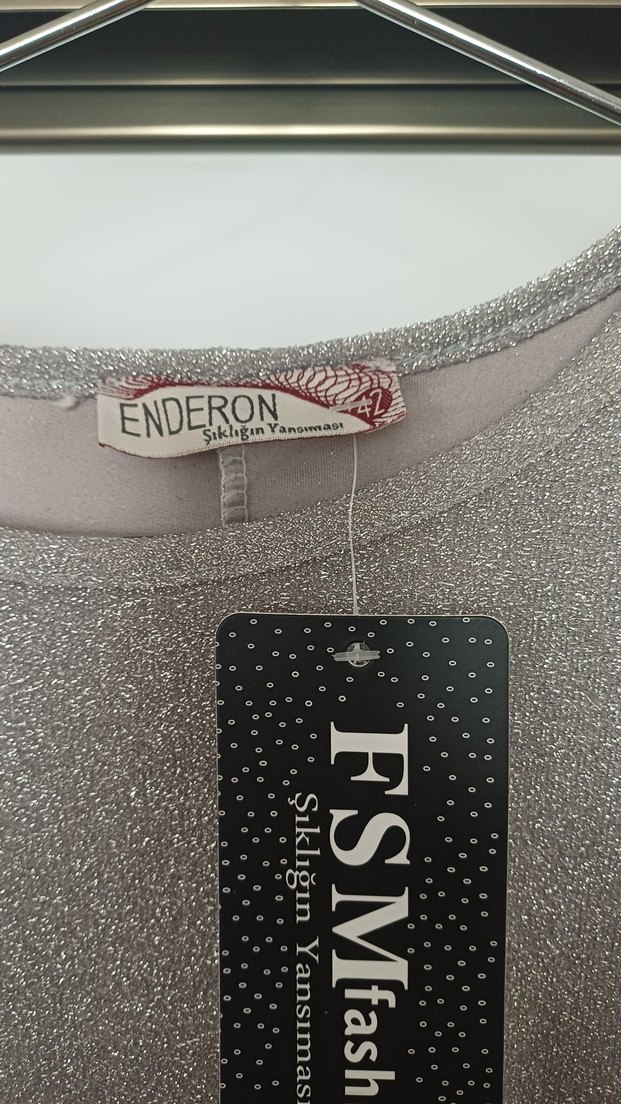 ENDERON
Şıklığın Yansıması
42
FSMfash
Şıklığın Yansıması